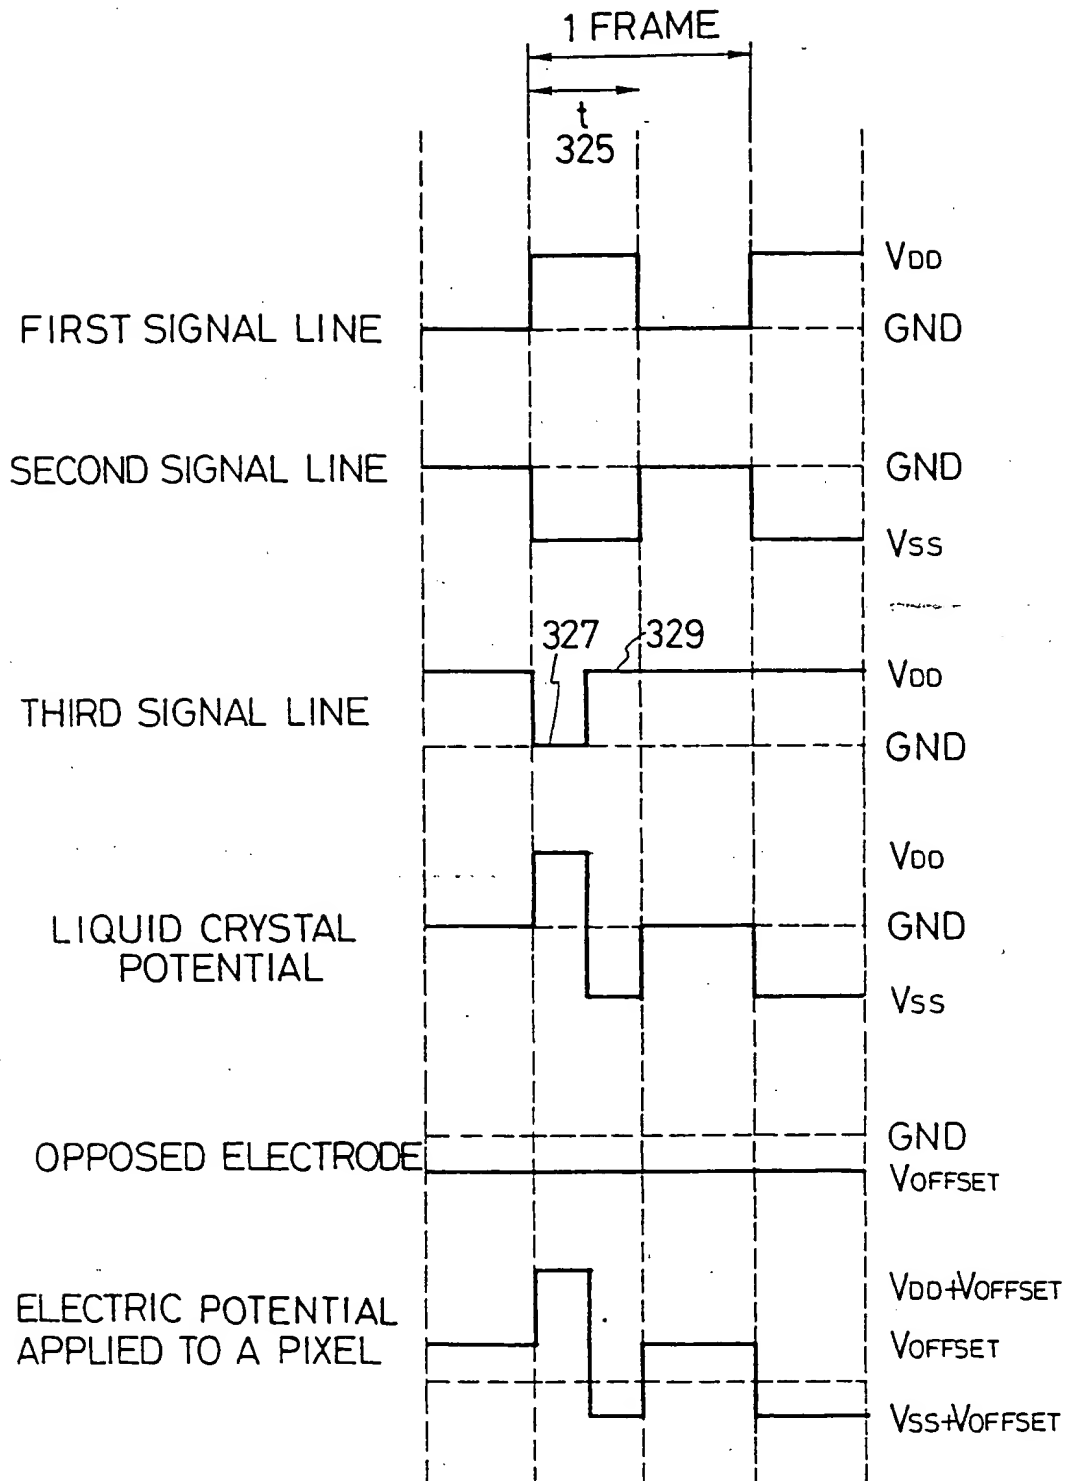 1 FRAME
t
325
VDD
FIRST SIGNAL LINE
GND
SECOND SIGNAL LINE
GND
VSS
327
329
THIRD SIGNAL LINE
VDD
GND
VDD
LIQUID CRYSTAL
POTENTIAL
GND
VSS
OPPOSED ELECTRODE
GND
VOFFSET
ELECTRIC POTENTIAL
APPLIED TO A PIXEL
VDD+VOFFSET
VOFFSET
VSS+VOFFSET